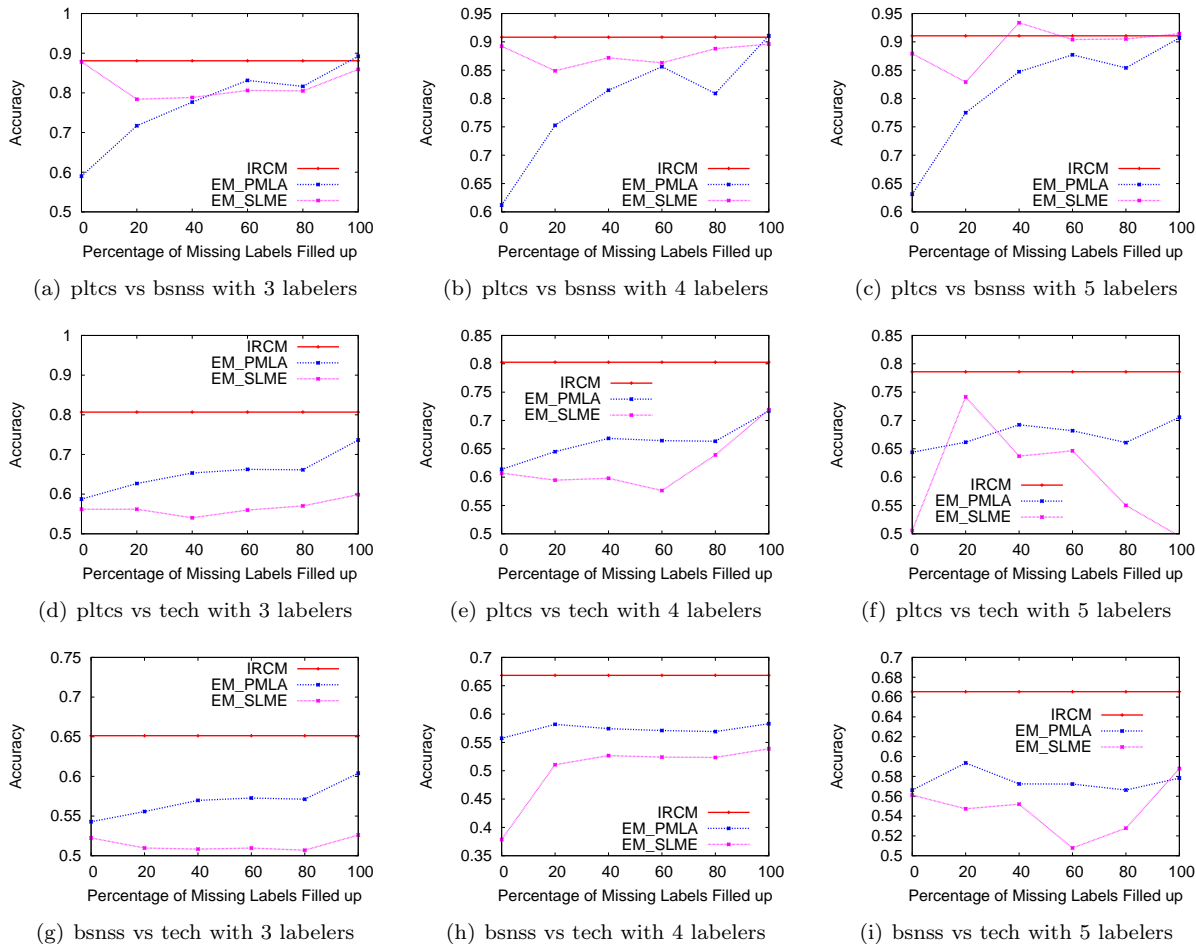 1
0.9
0.8
0.7
0.6
0.5
Accuracy
IRCM
EM_PMLA
EM_SLME
0 20 40 60 80 100
Percentage of Missing Labels Filled up
(a) pltcs vs bsnss with 3 labelers
0.95
0.9
0.85
0.8
0.75
0.7
0.65
0.6
Accuracy
IRCM
EM_PMLA
EM_SLME
0 20 40 60 80 100
Percentage of Missing Labels Filled up
(b) pltcs vs bsnss with 4 labelers
0.95
0.9
0.85
0.8
0.75
0.7
0.65
0.6
Accuracy
IRCM
EM_PMLA
EM_SLME
0 20 40 60 80 100
Percentage of Missing Labels Filled up
(c) pltcs vs bsnss with 5 labelers
1
0.9
0.8
0.7
0.6
0.5
Accuracy
IRCM
EM_PMLA
EM_SLME
0 20 40 60 80 100
Percentage of Missing Labels Filled up
(d) pltcs vs tech with 3 labelers
0.85
0.8
0.75
0.7
0.65
0.6
0.55
0.5
Accuracy
IRCM
EM_PMLA
EM_SLME
0 20 40 60 80 100
Percentage of Missing Labels Filled up
(e) pltcs vs tech with 4 labelers
0.85
0.8
0.75
0.7
0.65
0.6
0.55
0.5
Accuracy
IRCM
EM_PMLA
EM_SLME
0 20 40 60 80 100
Percentage of Missing Labels Filled up
(f) pltcs vs tech with 5 labelers
0.75
0.7
0.65
0.6
0.55
0.5
Accuracy
IRCM
EM_PMLA
EM_SLME
0 20 40 60 80 100
Percentage of Missing Labels Filled up
(g) bsnss vs tech with 3 labelers
0.7
0.65
0.6
0.55
0.5
0.45
0.4
0.35
Accuracy
IRCM
EM_PMLA
EM_SLME
0 20 40 60 80 100
Percentage of Missing Labels Filled up
(h) bsnss vs tech with 4 labelers
0.7
0.68
0.66
0.64
0.62
0.6
0.58
0.56
0.54
0.52
0.5
Accuracy
IRCM
EM_PMLA
EM_SLME
0 20 40 60 80 100
Percentage of Missing Labels Filled up
(i) bsnss vs tech with 5 labelers